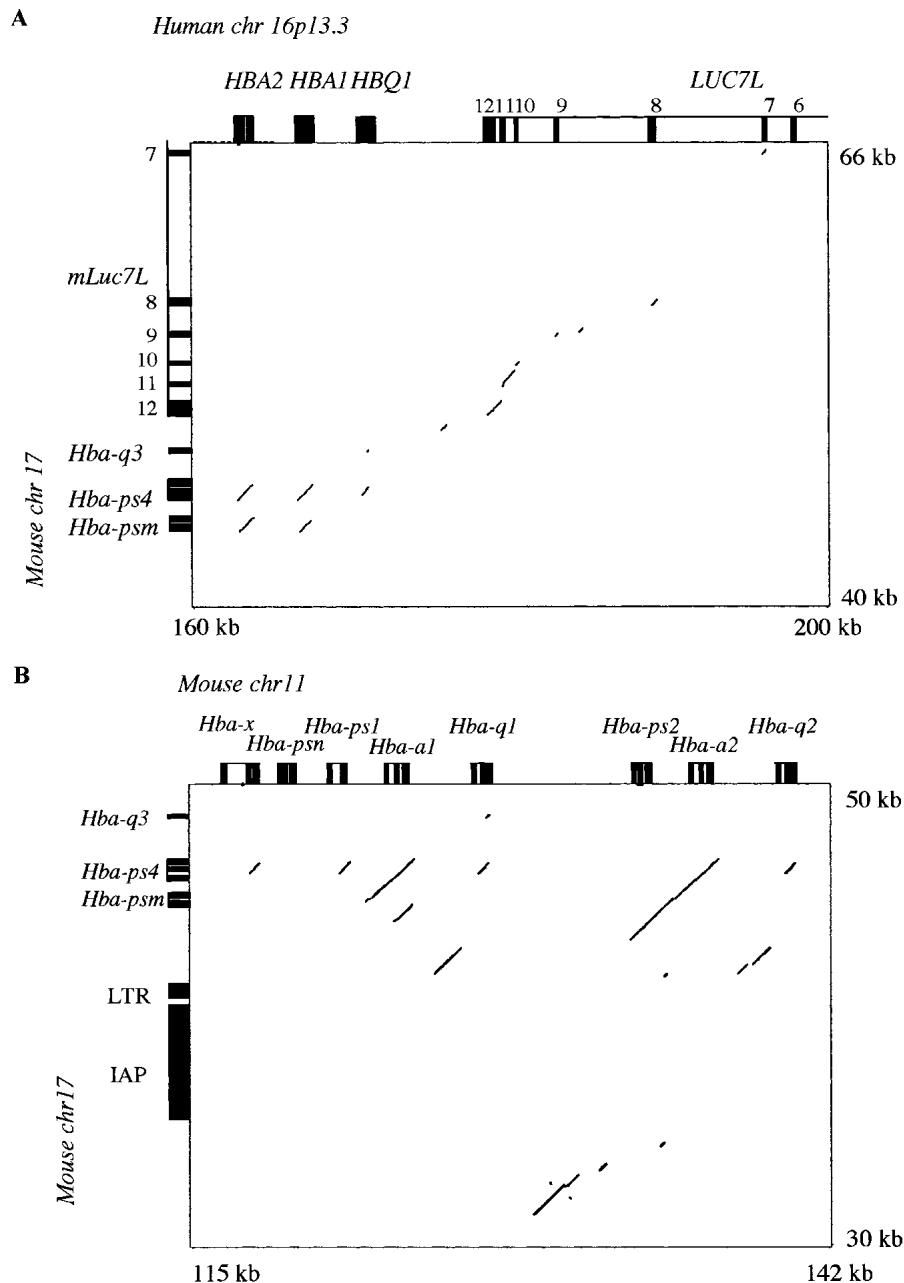 A
Human chr 16p13.3
HBA2 HBA1 HBQ1
LUC7L
121110 9 8 7 6
7
66 kb
mLuc7L
8
9
10
11
12
Hba-q3
Hba-ps4
Hba-psm
Mouse chr 17
40 kb
160 kb
200 kb
B
Mouse chr11
Hba-x
Hba-psn
Hba-ps1
Hba-a1
Hba-q1
Hba-ps2
Hba-a2
Hba-q2
50 kb
Hba-q3
Hba-ps4
Hba-psm
LTR
IAP
Mouse chr17
30 kb
115 kb
142 kb